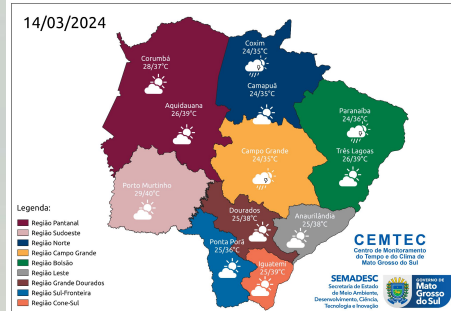 14/03/2024
Corumbá
28/37°C
Aquidauana
26/39°C
Coxim
24/35°C
Camapuã
24/35°C
Paranaíba
24/36°C
Três Lagoas
26/39°C
Campo Grande
24/35°C
Porto Murtinho
29/40°C
Dourados
25/38°C
Anaurilândia
25/38°C
Ponta Porã
25/36°C
Iguatemi
25/39°C
Legenda:
Região Pantanal
Região Sudoeste
Região Norte
Região Campo Grande
Região Bolsão
Região Leste
Região Grande Dourados
Região Sul-Fronteira
Região Cone-Sul
CEMTEC
Centro de Monitoramento
do Tempo e do Clima de
Mato Grosso do Sul
SEMADESC
Secretaria de Estado
de Meio Ambiente,
Desenvolvimento, Ciência,
Tecnologia e Inovação
GOVERNO DE
Mato
Grosso
do Sul